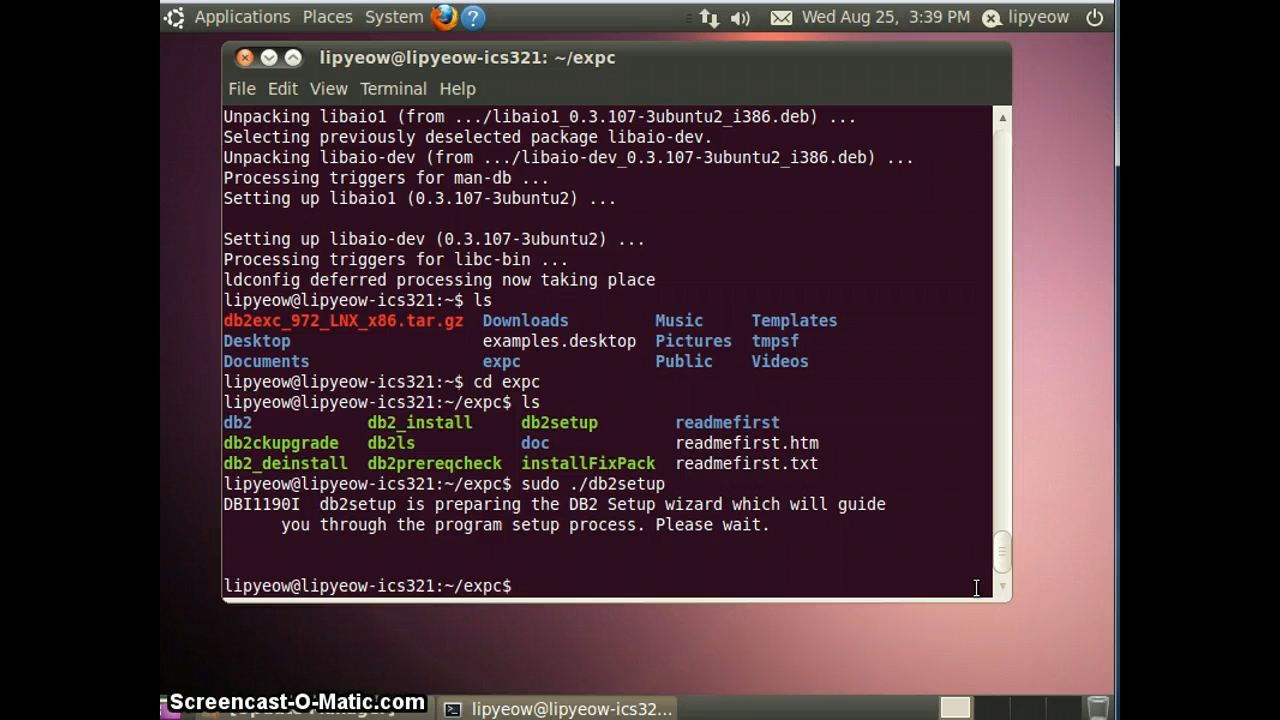 Applications Places System ? Wed Aug 25, 3:39 PM lipyeow
lipyeow@lipyeow-ics321: ~/expc
File Edit View Terminal Help
Unpacking libaio1 (from .../libaio1_0.3.107-3ubuntu2_i386.deb) ...
Selecting previously deselected package libaio-dev.
Unpacking libaio-dev (from .../libaio-dev_0.3.107-3ubuntu2_i386.deb) ...
Processing triggers for man-db ...
Setting up libaio1 (0.3.107-3ubuntu2) ...
Setting up libaio-dev (0.3.107-3ubuntu2) ...
Processing triggers for libc-bin ...
ldconfig deferred processing now taking place
lipyeow@lipyeow-ics321:~$ ls
db2exc_972_LNX_x86.tar.gz Downloads Music Templates
Desktop examples.desktop Pictures tmpsf
Documents expc Public Videos
lipyeow@lipyeow-ics321:~$ cd expc
lipyeow@lipyeow-ics321:~/expc$ ls
db2 db2_install db2setup readmefirst
db2ckupgrade db2ls doc readmefirst.htm
db2_deinstall db2prereqcheck installFixPack readmefirst.txt
lipyeow@lipyeow-ics321:~/expc$ sudo ./db2setup
DBI1190I db2setup is preparing the DB2 Setup wizard which will guide
you through the program setup process. Please wait.
lipyeow@lipyeow-ics321:~/expc$
Screencast-O-Matic.com
lipyeow@lipyeow-ics32...